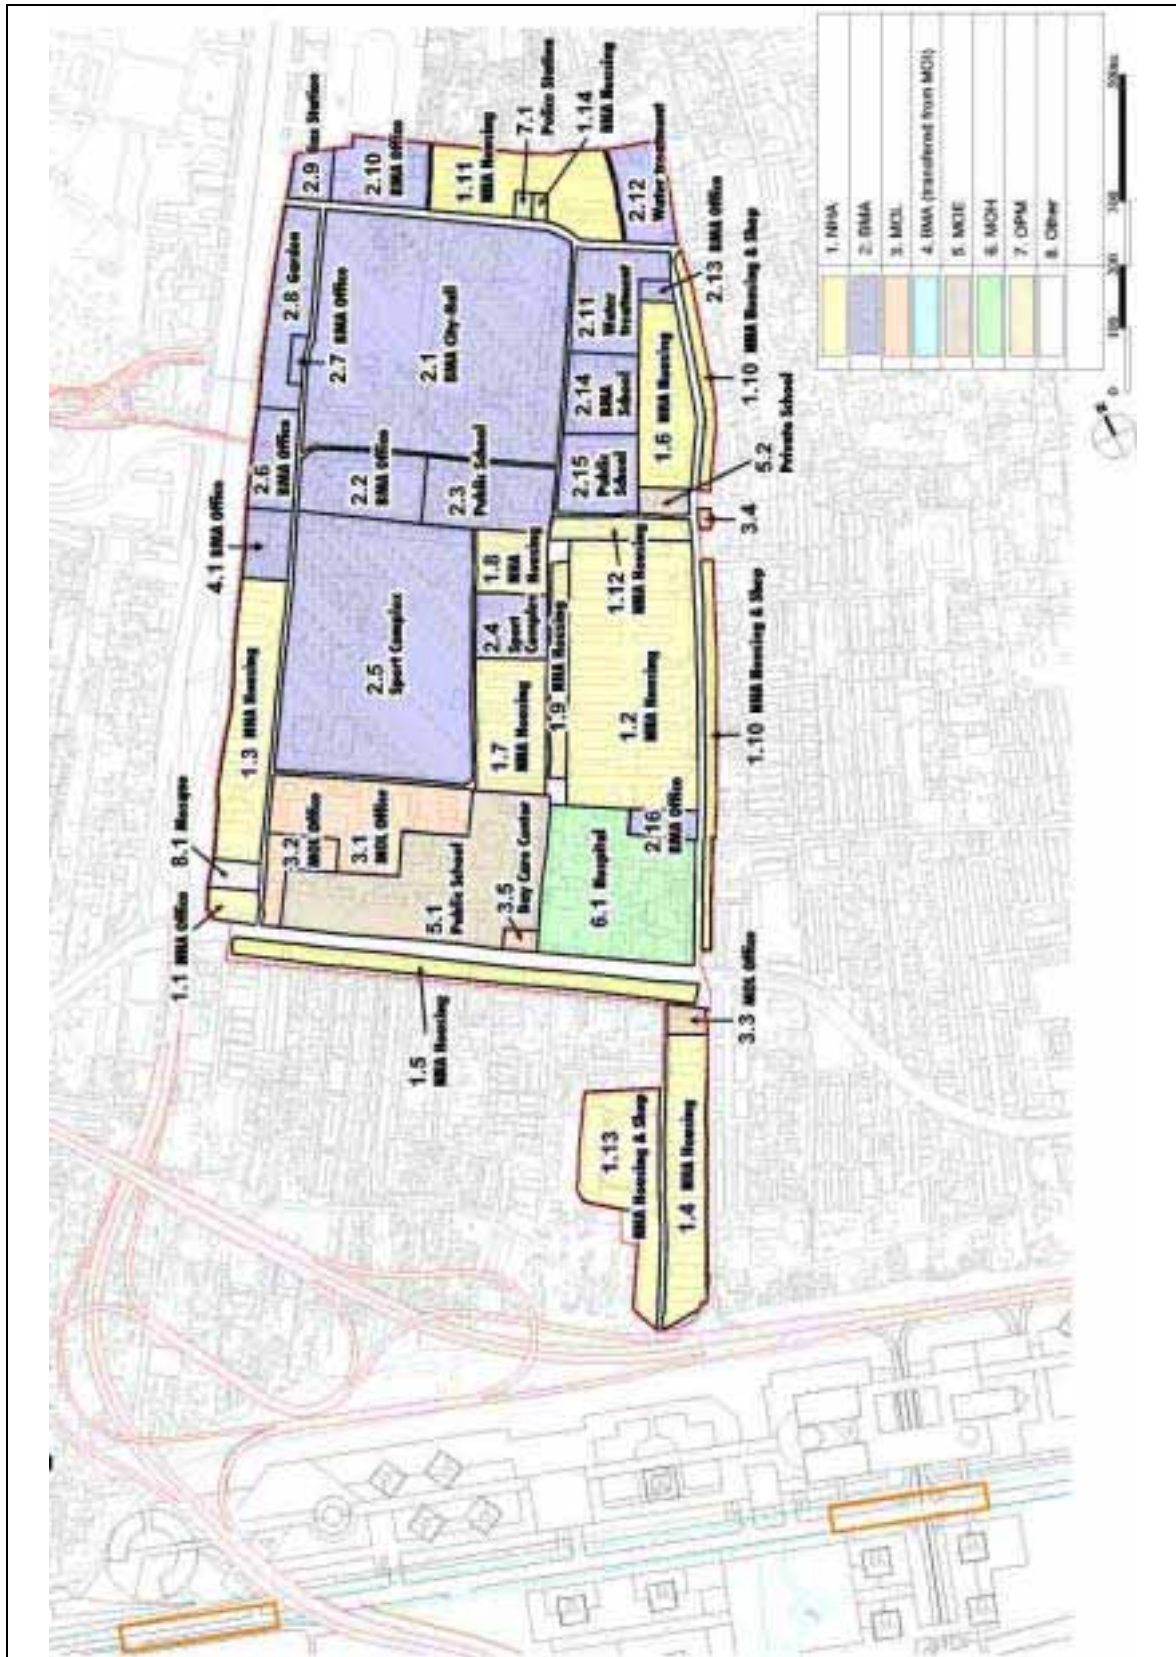 1.1 NHA Office
8.1 Mosque
1.3 NHA Housing
4.1 BMA Office
2.6
BMA Office
2.7 BMA Office
2.8 Garden
2.9
2.10
BMA Office
1.11
NHA Housing
7.1
Police Station
1.14
NHA Housing
2.12
Water treatment
2.13 BMA Office
1.10 NHA Housing & Shop
2.1
BMA City-Hall
2.2
BMA Office
2.3
Public School
2.5
Sport Complex
2.11
Water
treatment
2.14
BMA
School
2.15
Public
School
1.6
NHA Housing
5.2
Private School
3.4
1.8
NHA
Housing
2.4
Sport
Complex
1.7
NHA Housing
1.9 NHA Housing
1.12
NHA Housing
1.2
NHA Housing
1.10 NHA Housing & Shop
3.2
MOL Office
3.1
MOL Office
5.1
Public School
3.5
Day Care Center
6.1 Hospital
2.16
BMA Office
1.5
NHA Housing
3.3 MOL Office
1.13
NHA Housing & Shop
1.4 NHA Housing
1. NHA
2. BMA
3. MOL
4. BMA (transferred from MOI)
5. MOE
6. MOH
7. OPM
8. Other
0
100
200